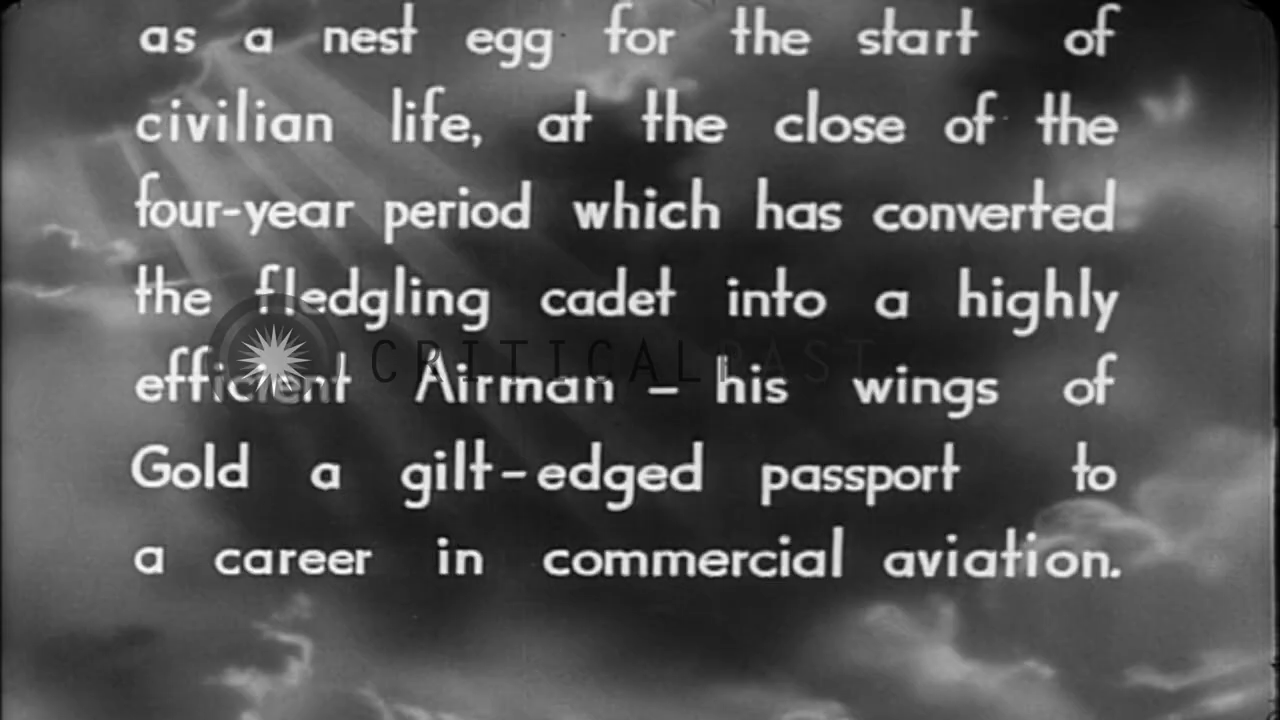 as a nest egg for the start of
civilian life, at the close of the
four-year period which has converted
the fledgling cadet into a highly
efficient Airman – his wings of
Gold a gilt-edged passport to
a career in commercial aviation.
CRITICALPAST